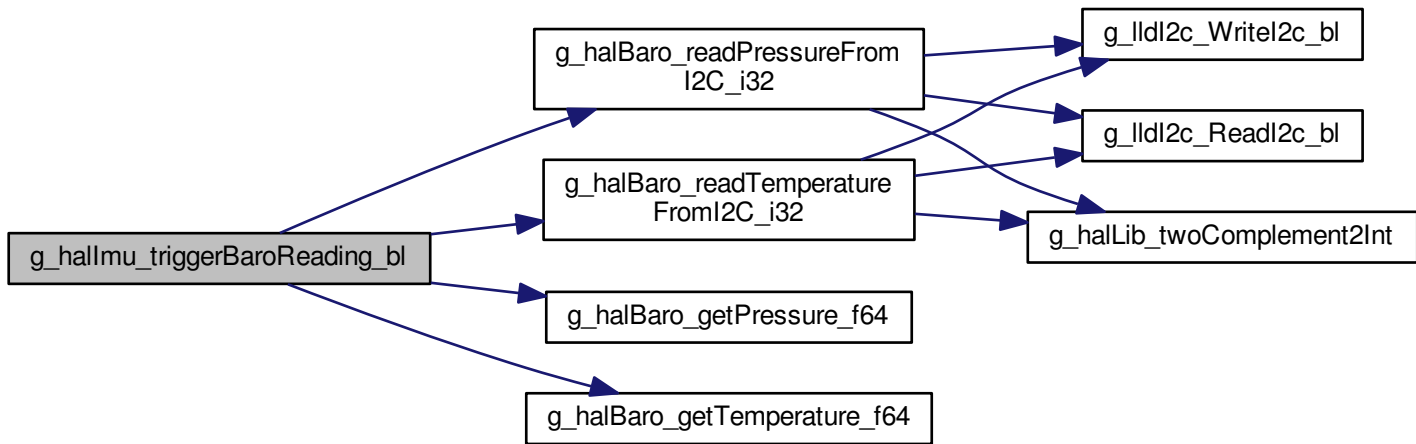 g_halImu_triggerBaroReading_bl
g_halBaro_readPressureFrom
I2C_i32
g_halBaro_readTemperature
FromI2C_i32
g_halBaro_getPressure_f64
g_halBaro_getTemperature_f64
g_lldI2c_WriteI2c_bl
g_lldI2c_ReadI2c_bl
g_halLib_twoComplement2Int